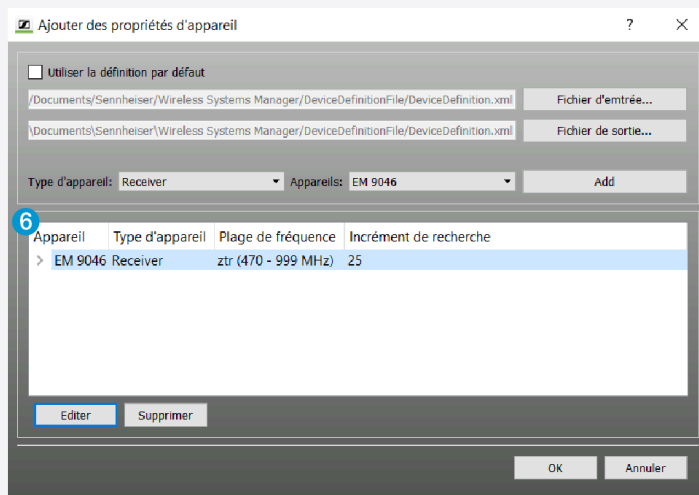 Ajouter des propriétés d'appareil ?
Utiliser la définition par défaut
/Documents/Sennheiser/Wireless Systems Manager/DeviceDefinitionFile/DeviceDefinition.xml Fichier d'emtrée...
\Documents\Sennheiser\Wireless Systems Manager/DeviceDefinitionFile/DeviceDefinition.xml Fichier de sortie...
Type d'appareil: Receiver Appareils: EM 9046 Add
6
Appareil Type d'appareil Plage de fréquence Incrément de recherche
EM 9046 Receiver ztr (470 - 999 MHz) 25
Editer Supprimer
OK Annuler